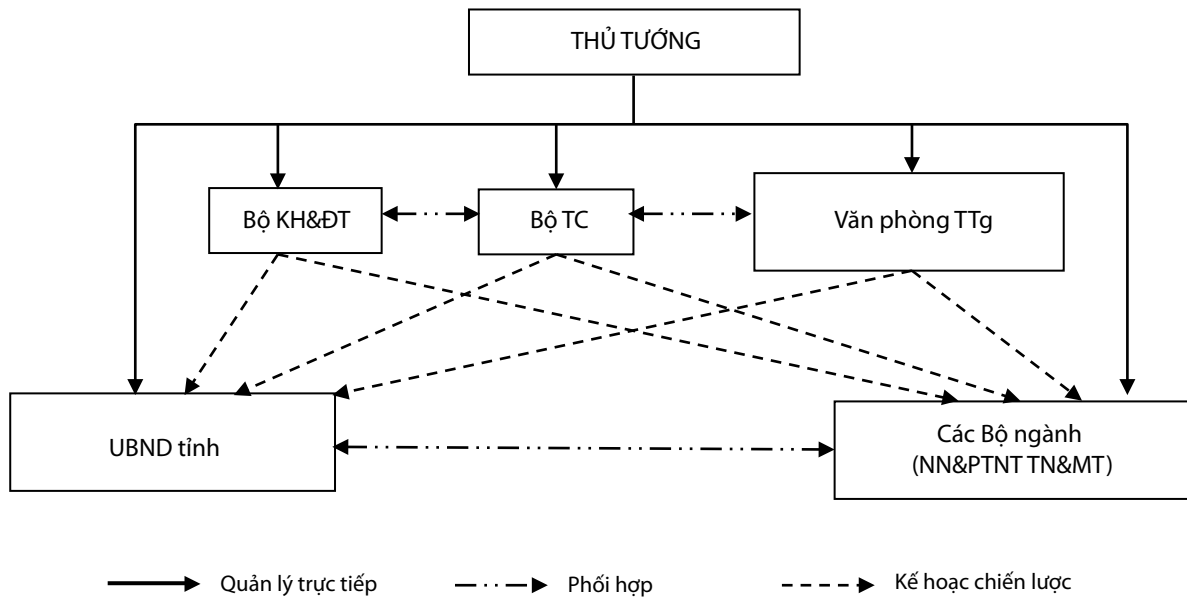 THỦ TƯỚNG
Bộ KH&ĐT
Bộ TC
Văn phòng TTg
UBND tỉnh
Các Bộ ngành
(NN&PTNT TN&MT)
Quản lý trực tiếp
Phối hợp
Kế hoạc chiến lược